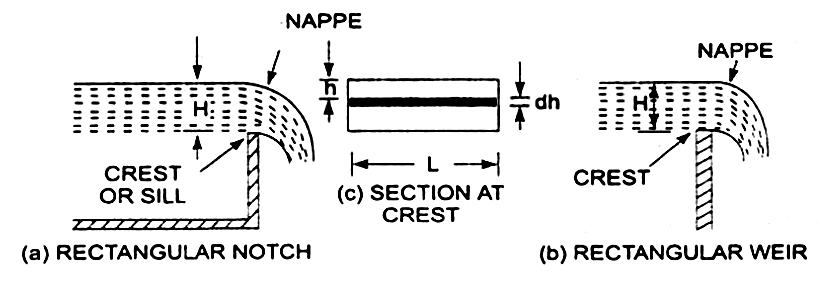 NAPPE
H
CREST
OR SILL
(a) RECTANGULAR NOTCH
h
dh
L
(c) SECTION AT
CREST
NAPPE
H
CREST
(b) RECTANGULAR WEIR